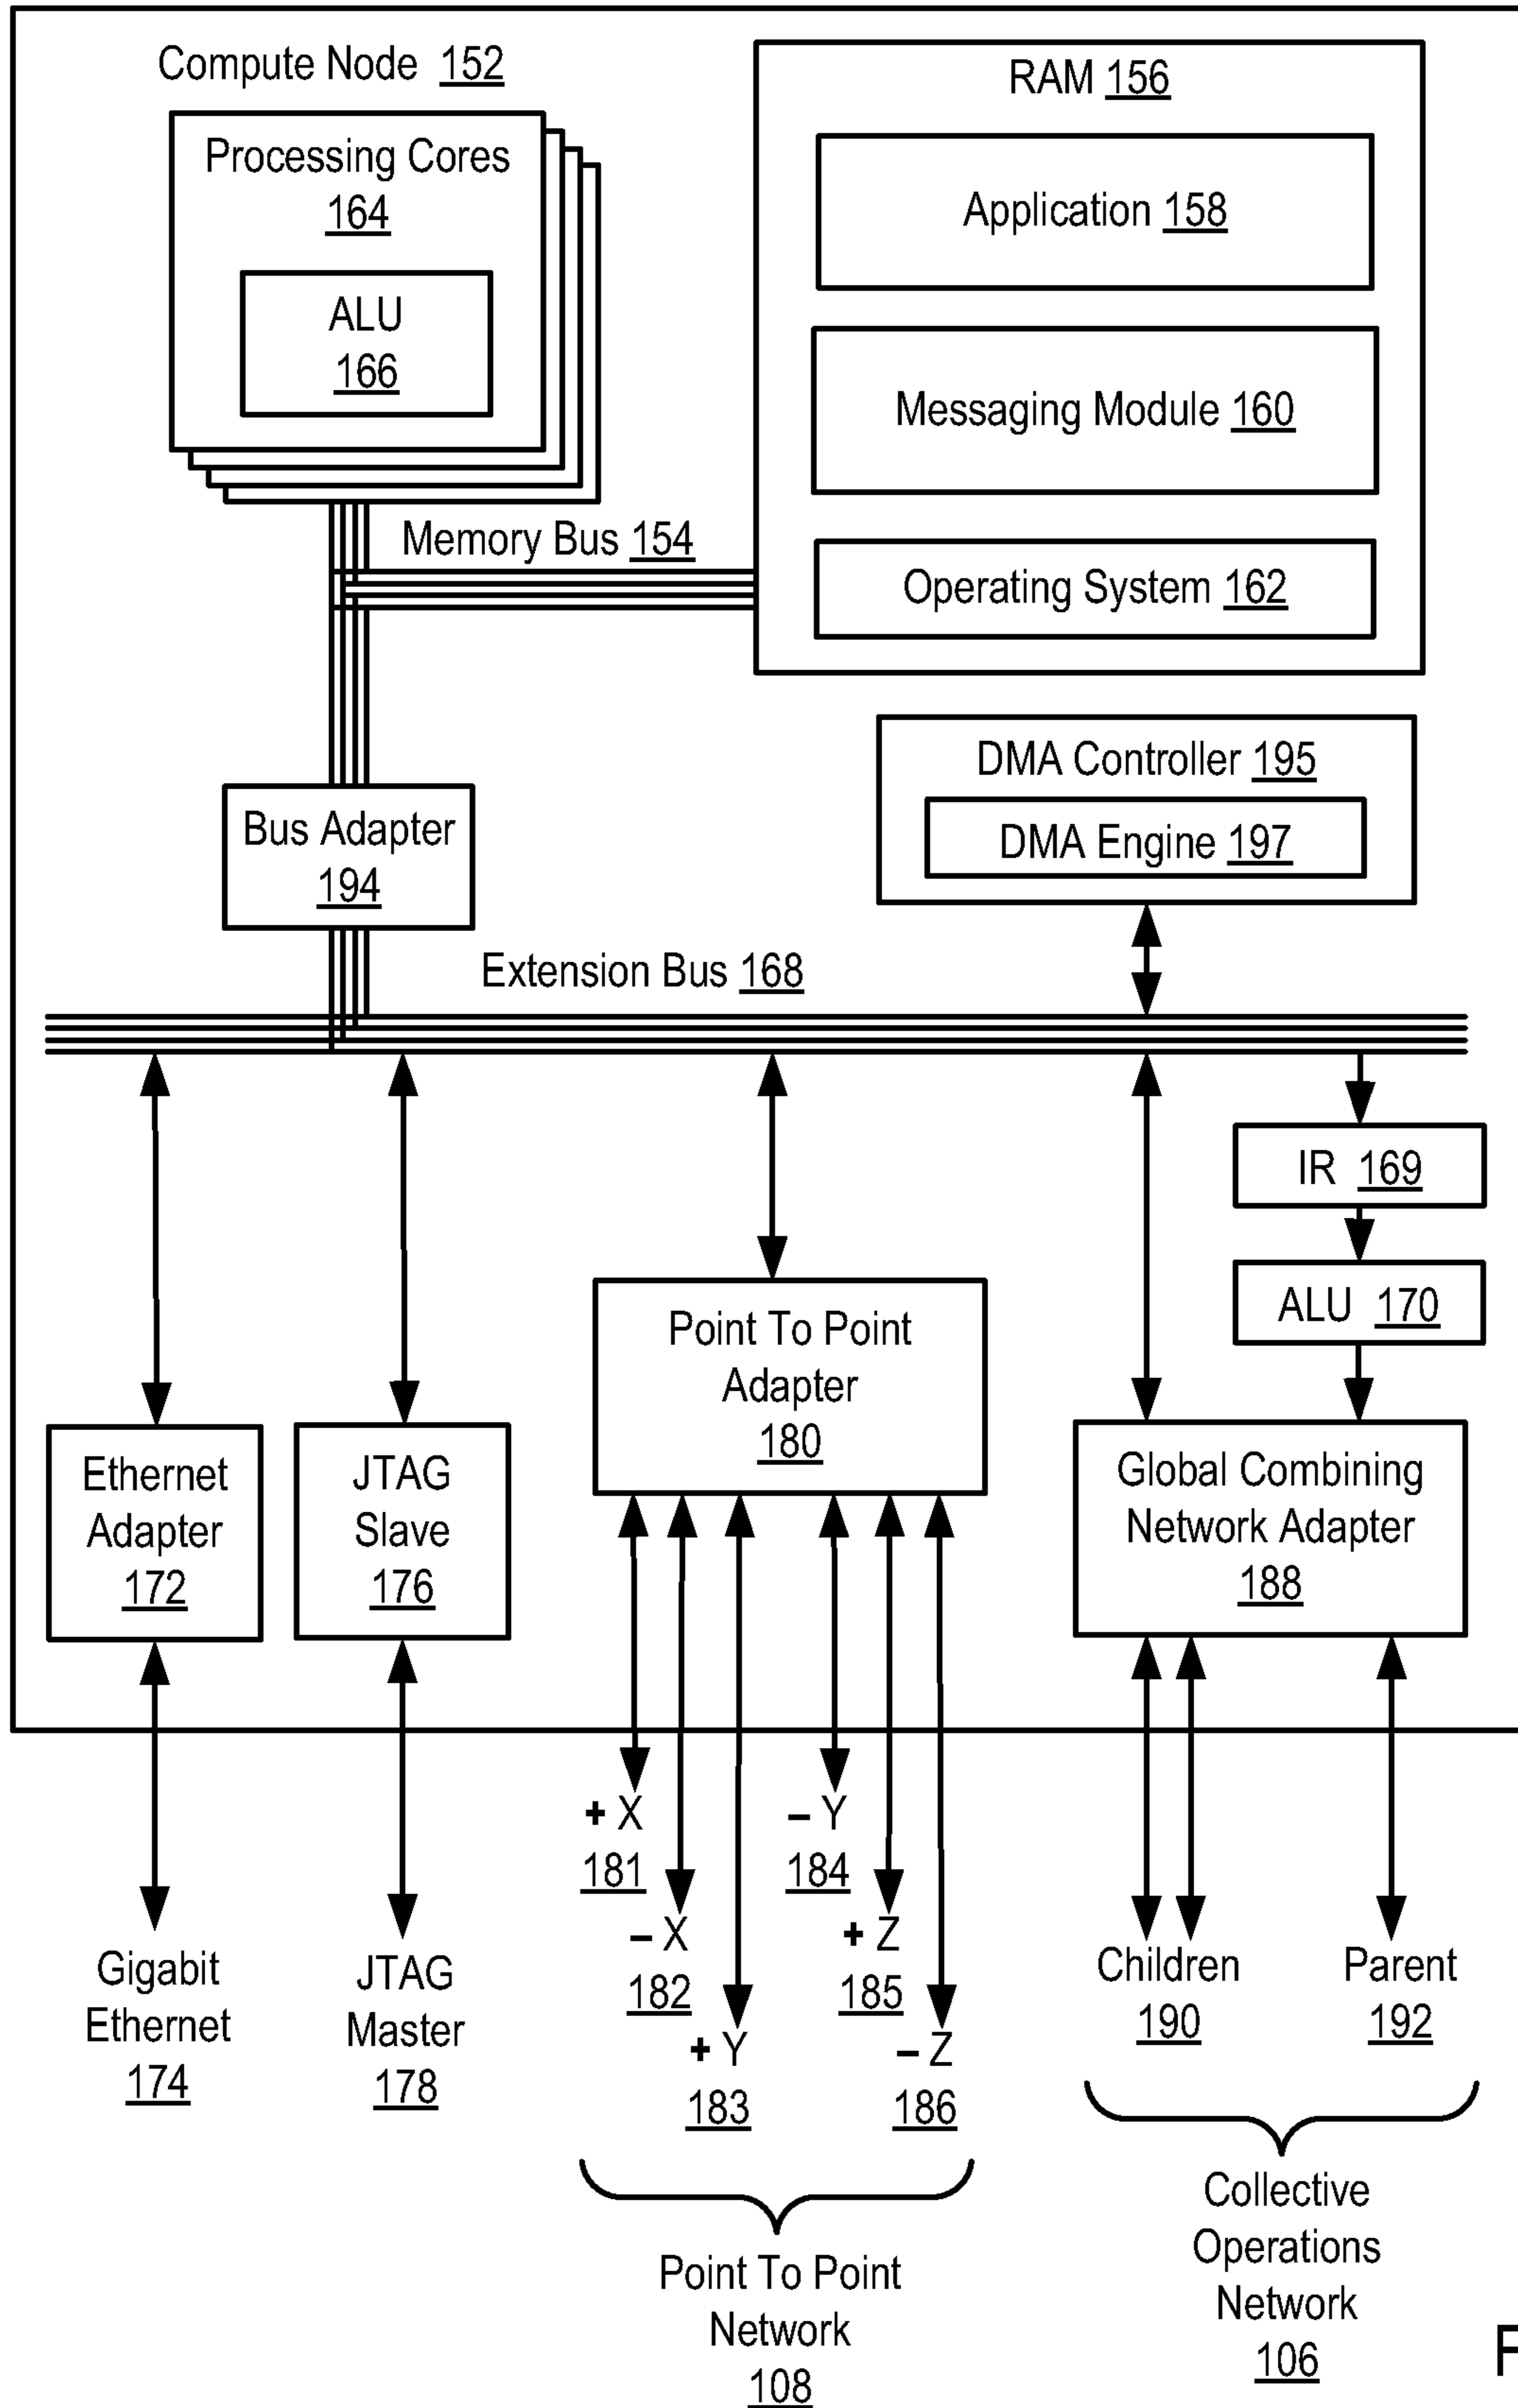 Compute Node 152
Processing Cores
164
ALU
166
RAM 156
Application 158
Messaging Module 160
Operating System 162
Memory Bus 154
DMA Controller 195
DMA Engine 197
Bus Adapter
194
Extension Bus 168
IR 169
ALU 170
Point To Point
Adapter
180
Ethernet
Adapter
172
JTAG
Slave
176
Global Combining
Network Adapter
188
+ X
181
– X
182
+ Y
183
– Y
184
+ Z
185
– Z
186
Gigabit
Ethernet
174
JTAG
Master
178
Children
190
Parent
192
Point To Point
Network
108
Collective
Operations
Network
106